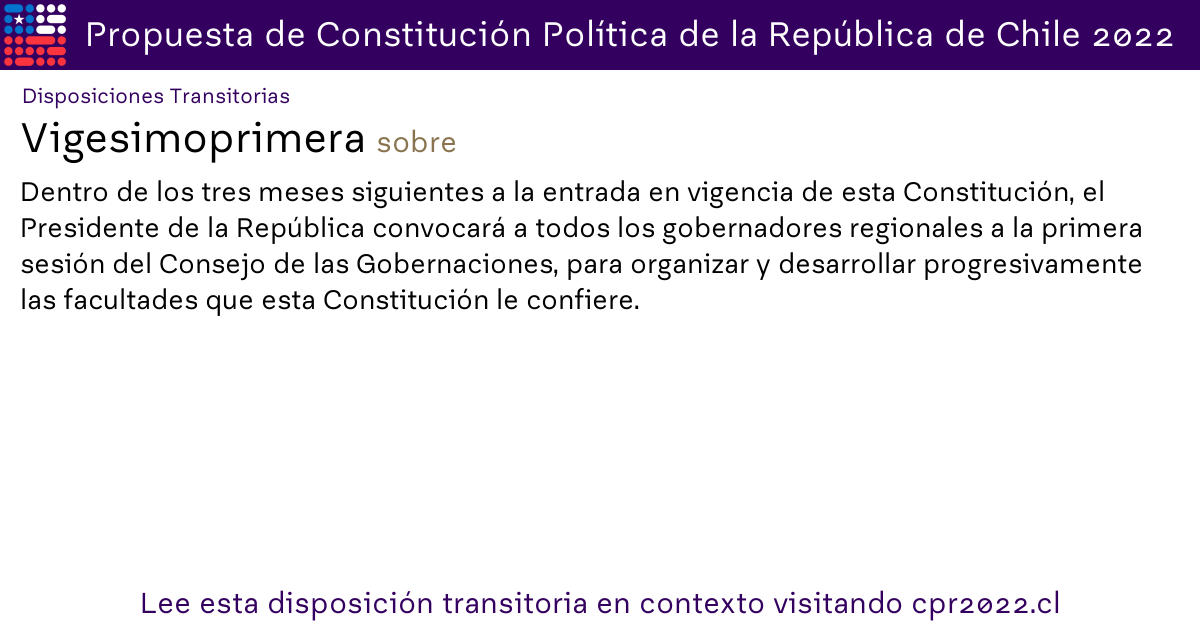 Propuesta de Constitución Política de la República de Chile 2022
Disposiciones Transitorias
Vigesimoprimera sobre
Dentro de los tres meses siguientes a la entrada en vigencia de esta Constitución, el
Presidente de la República convocará a todos los gobernadores regionales a la primera
sesión del Consejo de las Gobernaciones, para organizar y desarrollar progresivamente
las facultades que esta Constitución le confiere.
Lee esta disposición transitoria en contexto visitando cpr2022.cl